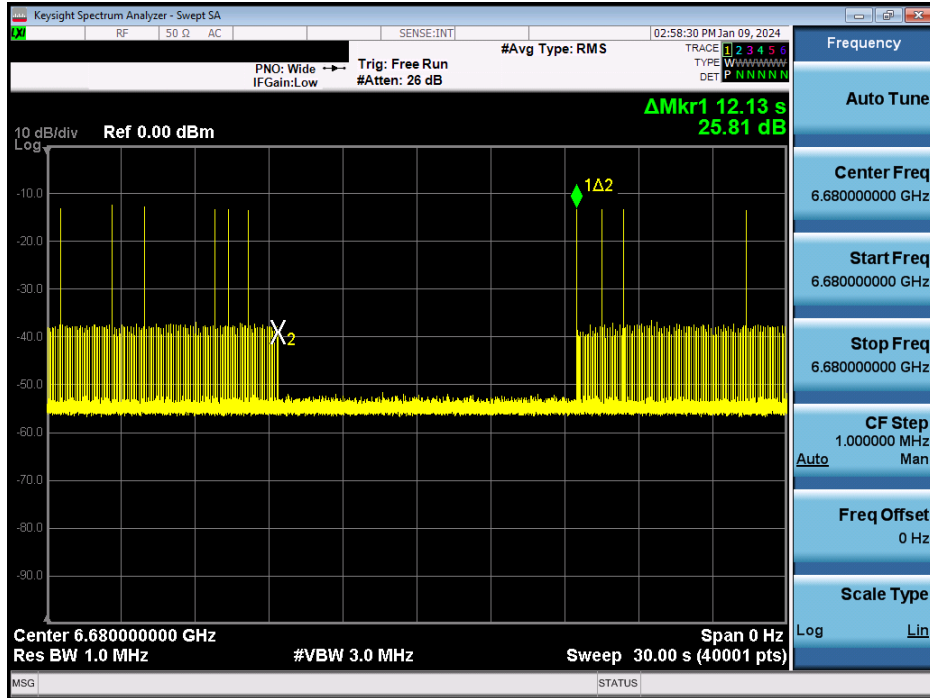 Keysight Spectrum Analyzer - Swept SA
LXI RF 50 Ω AC SENSE:INT 02:58:30 PM Jan 09, 2024
#Avg Type: RMS TRACE 1 2 3 4 5 6
PNO: Wide Trig: Free Run TYPE WWWWWW
IFGain:Low #Atten: 26 dB DET P N N N N N
ΔMkr1 12.13 s
25.81 dB
10 dB/div Ref 0.00 dBm
Log
1Δ2
-10.0
-20.0
-30.0
-40.0
X2
-50.0
-60.0
-70.0
-80.0
-90.0
Center 6.680000000 GHz Span 0 Hz
Res BW 1.0 MHz #VBW 3.0 MHz Sweep 30.00 s (40001 pts)
MSG STATUS
Frequency
Auto Tune
Center Freq
6.680000000 GHz
Start Freq
6.680000000 GHz
Stop Freq
6.680000000 GHz
CF Step
1.000000 MHz
Auto Man
Freq Offset
0 Hz
Scale Type
Log Lin